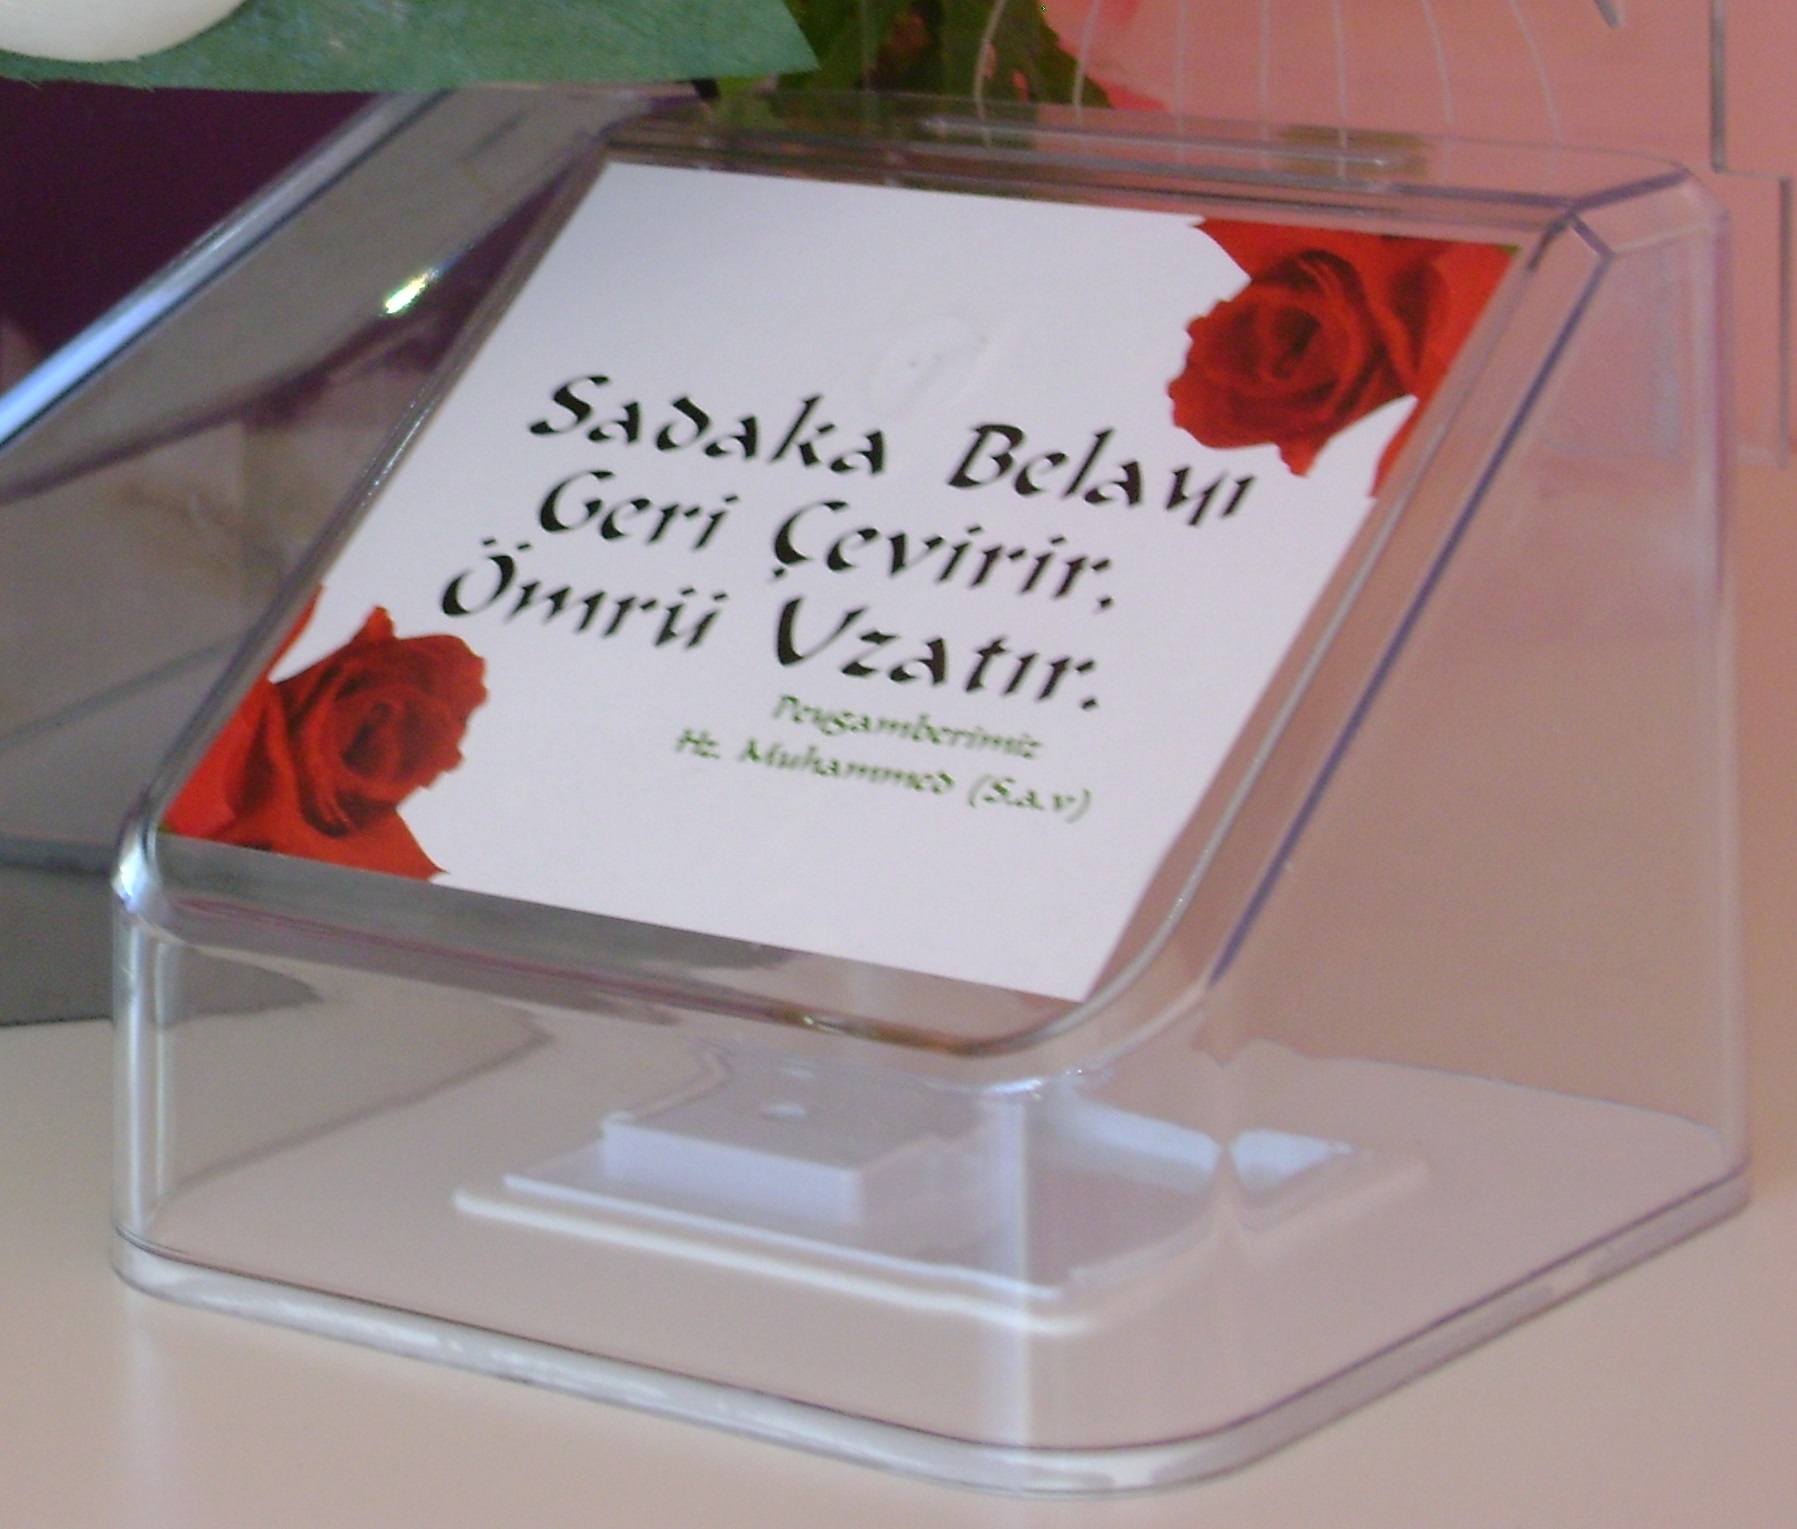 Sadaka Belayı
Geri Çevirir,
Ömrü Uzatır.
Peygamberimiz
Hz. Muhammed (S.a.v)